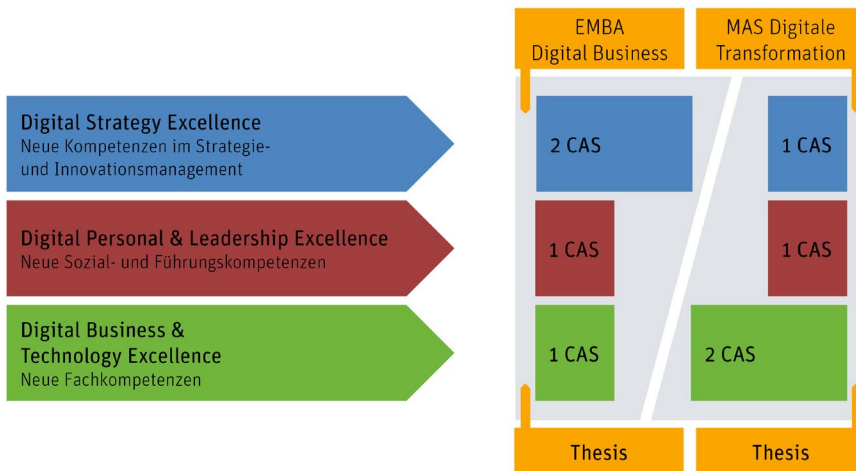 EMBA
Digital Business
MAS Digitale
Transformation
Digital Strategy Excellence
Neue Kompetenzen im Strategie-
und Innovationsmanagement
2 CAS
1 CAS
Digital Personal & Leadership Excellence
Neue Sozial- und Führungskompetenzen
1 CAS
1 CAS
Digital Business &
Technology Excellence
Neue Fachkompetenzen
1 CAS
2 CAS
Thesis
Thesis